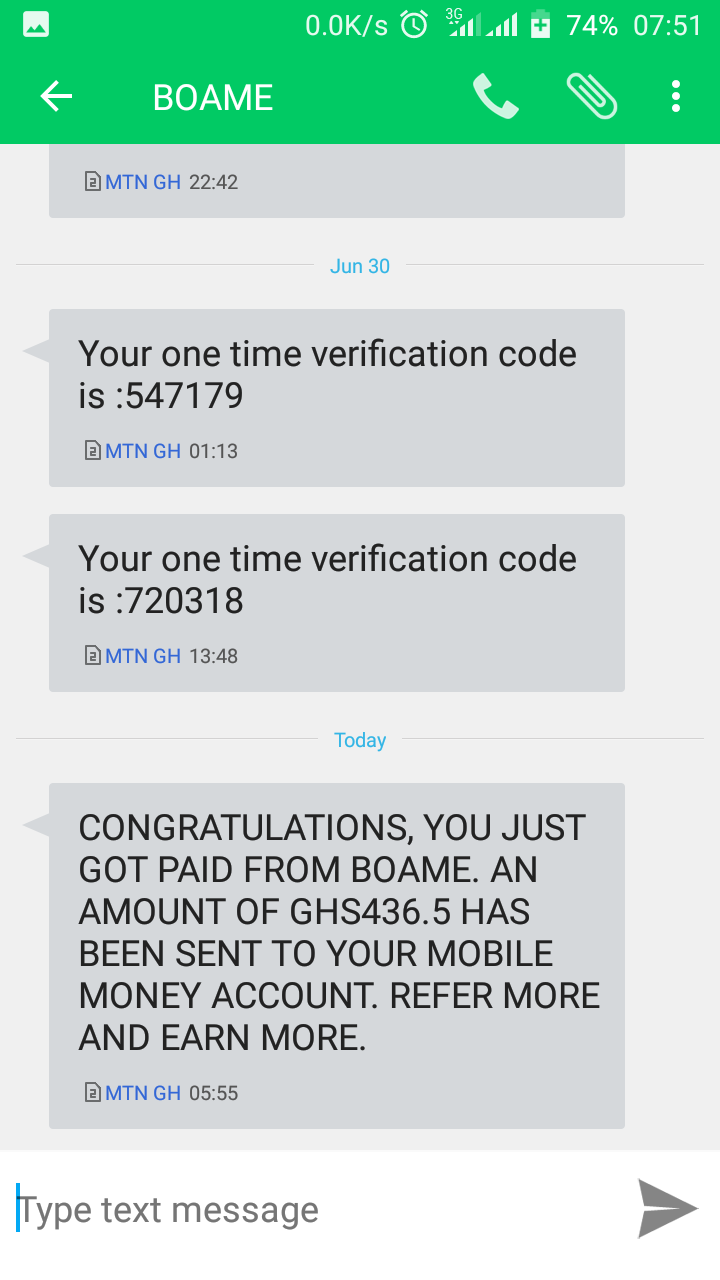 0.0K/s 3G 74% 07:51
BOAME
MTN GH 22:42
Jun 30
Your one time verification code
is :547179
2 MTN GH 01:13
Your one time verification code
is :720318
2 MTN GH 13:48
Today
CONGRATULATIONS, YOU JUST
GOT PAID FROM BOAME. AN
AMOUNT OF GHS436.5 HAS
BEEN SENT TO YOUR MOBILE
MONEY ACCOUNT. REFER MORE
AND EARN MORE.
2 MTN GH 05:55
Type text message